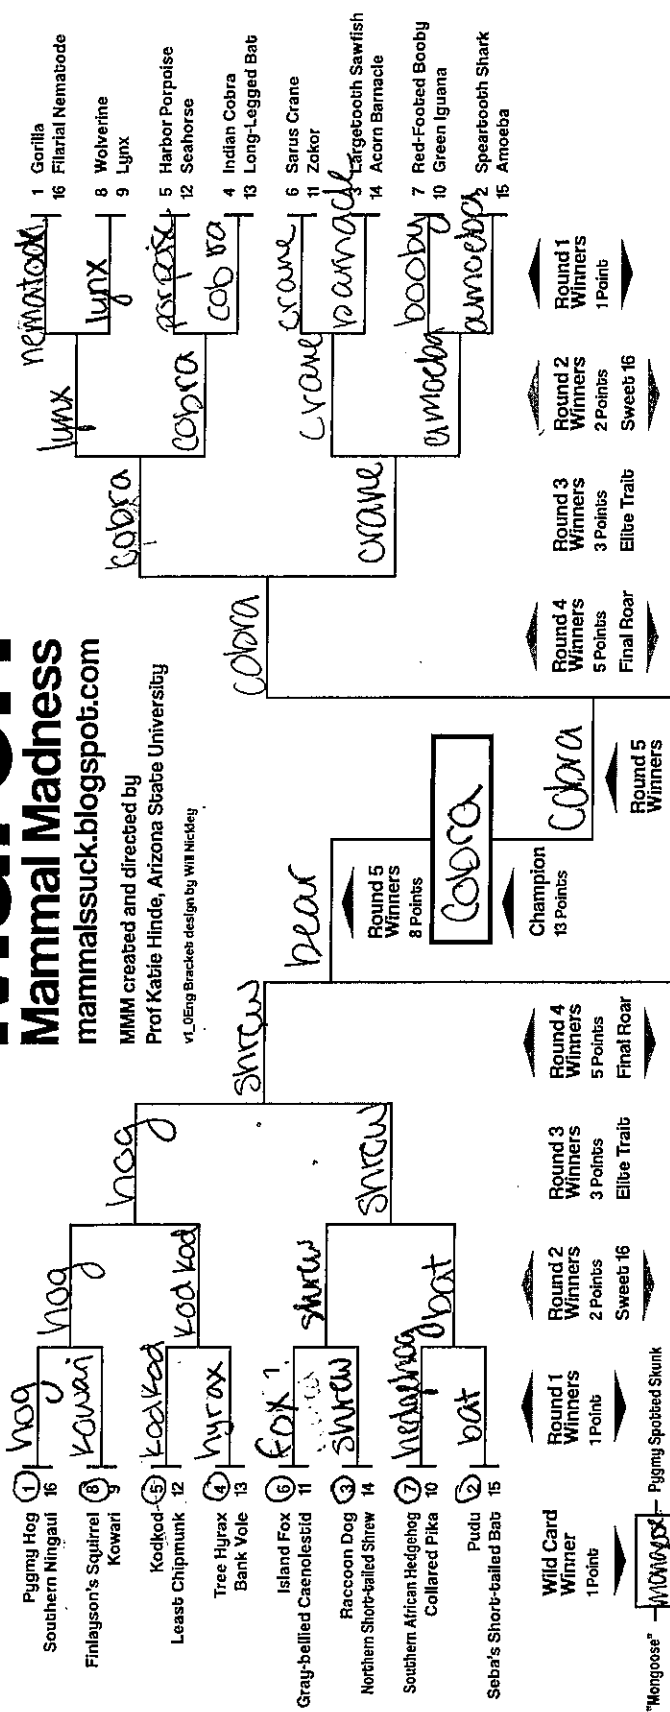 Mammal Madness
mammalssuck.blogspot.com
MMM created and directed by
Prof Katie Hinde, Arizona State University
v1_0Eng Bracket design by Will Nickley
Pygmy Hog 1
Southern Ningaui 16
hog
Finlayson's Squirrel 8
Kowari 9
kowari
hog
Kodkod 5
Least Chipmunk 12
kodkod
Tree Hyrax 4
Bank Vole 13
hyrax
kodkod
hog
Island Fox 6
Gray-bellied Caenolestid 11
fox
Raccoon Dog 3
Northern Short-tailed Shrew 14
shrew
shrew
Southern African Hedgehog 7
Collared Pika 10
hedgehog
Pudu 2
Seba's Short-tailed Bat 15
bat
bat
shrew
shrew
bear
Round 5
Winners
8 Points
Cobra
Champion
13 Points
Cobra
Round 5
Winners
cobra
cobra
lynx
nematode
1 Gorilla
16 Filarial Nematode
lynx
8 Wolverine
9 Lynx
cobra
porpoise
5 Harbor Porpoise
12 Seahorse
cobra
4 Indian Cobra
13 Long-Legged Bat
crane
crane
crane
6 Sarus Crane
11 Zokor
barnacle
3 Largetooth Sawfish
14 Acorn Barnacle
amoeba
booby
7 Red-Footed Booby
10 Green Iguana
amoeba
2 Speartooth Shark
15 Amoeba
Wild Card
Winner
1 Point
Round 1
Winners
1 Point
Round 2
Winners
2 Points
Sweet 16
Round 3
Winners
3 Points
Elite Trait
Round 4
Winners
5 Points
Final Roar
Round 4
Winners
5 Points
Final Roar
Round 3
Winners
3 Points
Elite Trait
Round 2
Winners
2 Points
Sweet 16
Round 1
Winners
1 Point
"Mongoose"
mongoose
Pygmy Spotted Skunk